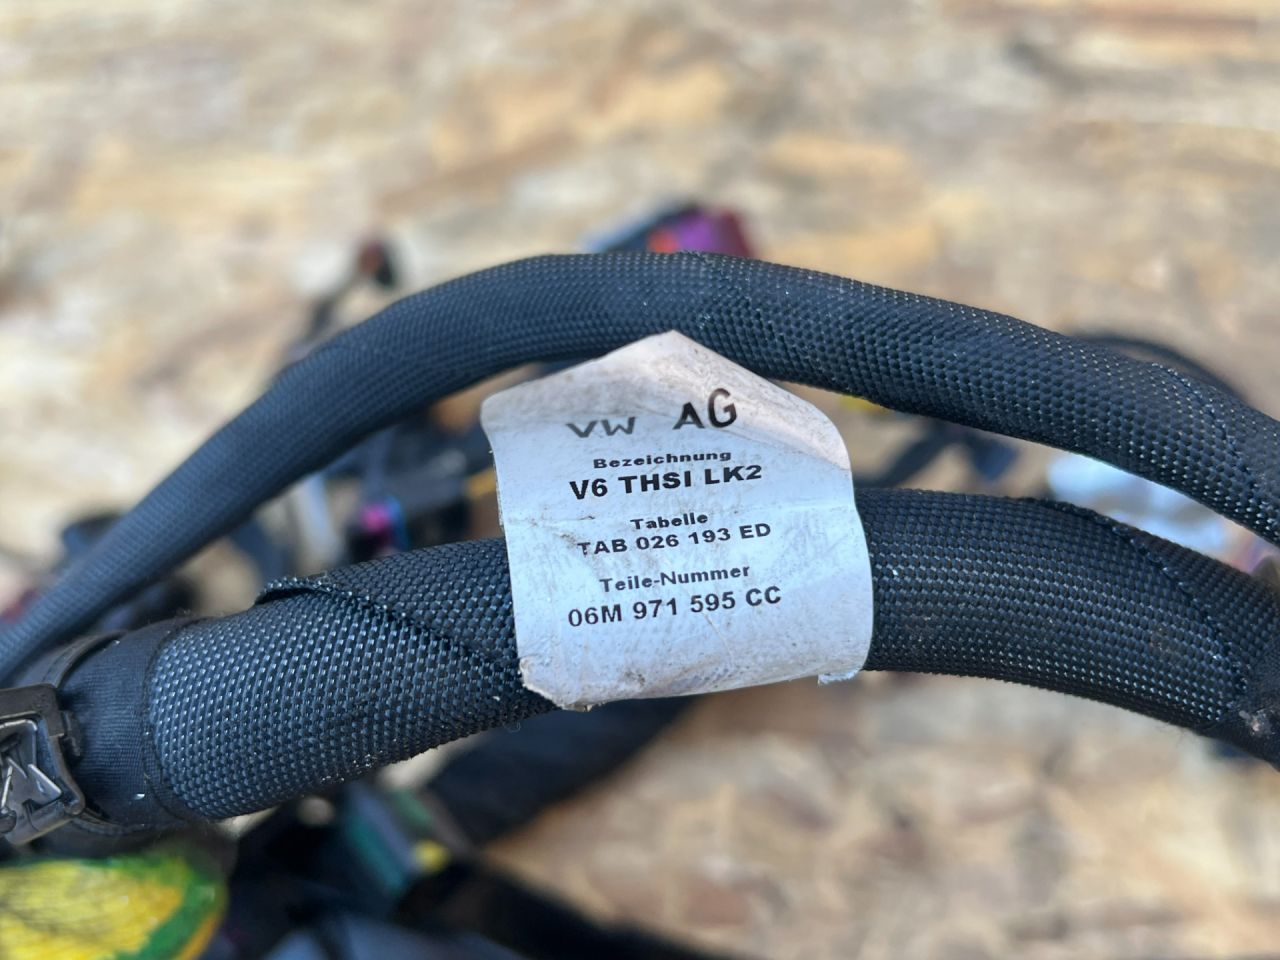 VW AG
Bezeichnung
V6 THSI LK2
Tabelle
TAB 026 193 ED
Teile-Nummer
06M 971 595 CC